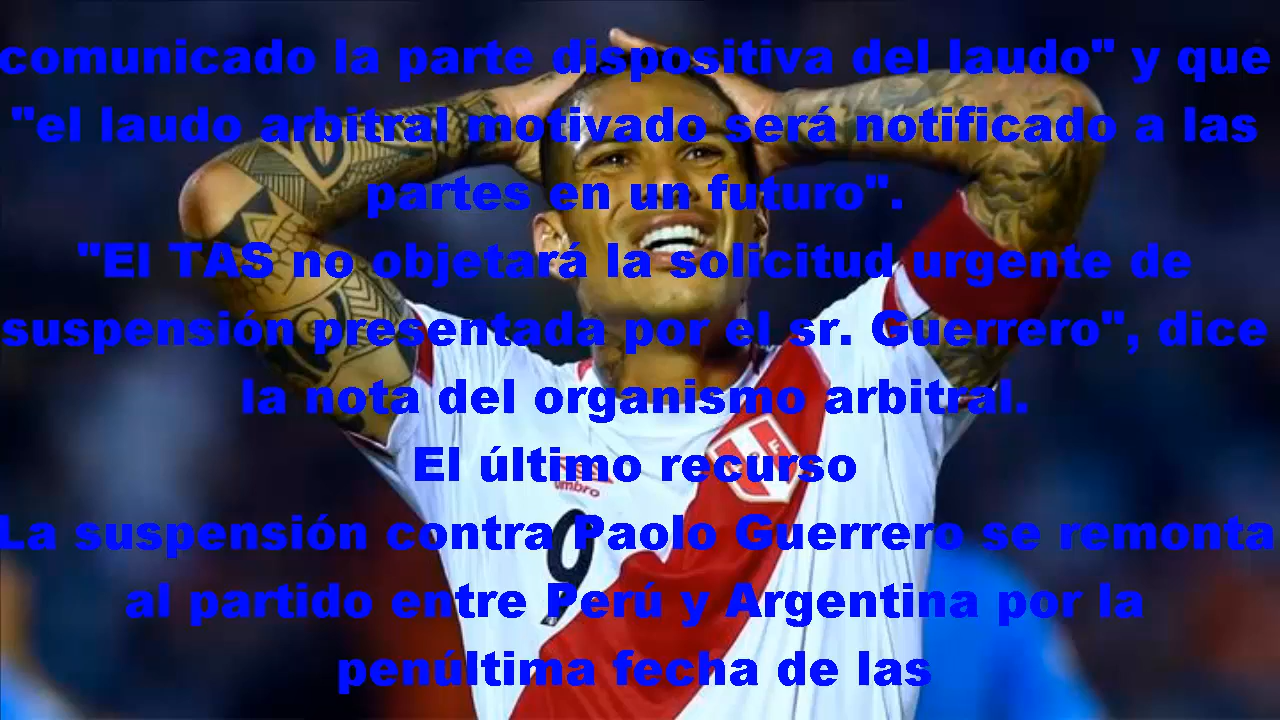 comunicado la parte dispositiva del laudo" y que
"el laudo arbitral motivado será notificado a las
partes en un futuro".
"El TAS no objetará la solicitud urgente de
suspensión presentada por el sr. Guerrero", dice
la nota del organismo arbitral.
El último recurso
umbro
La suspensión contra Paolo Guerrero se remonta
9
al partido entre Perú y Argentina por la
penúltima fecha de las